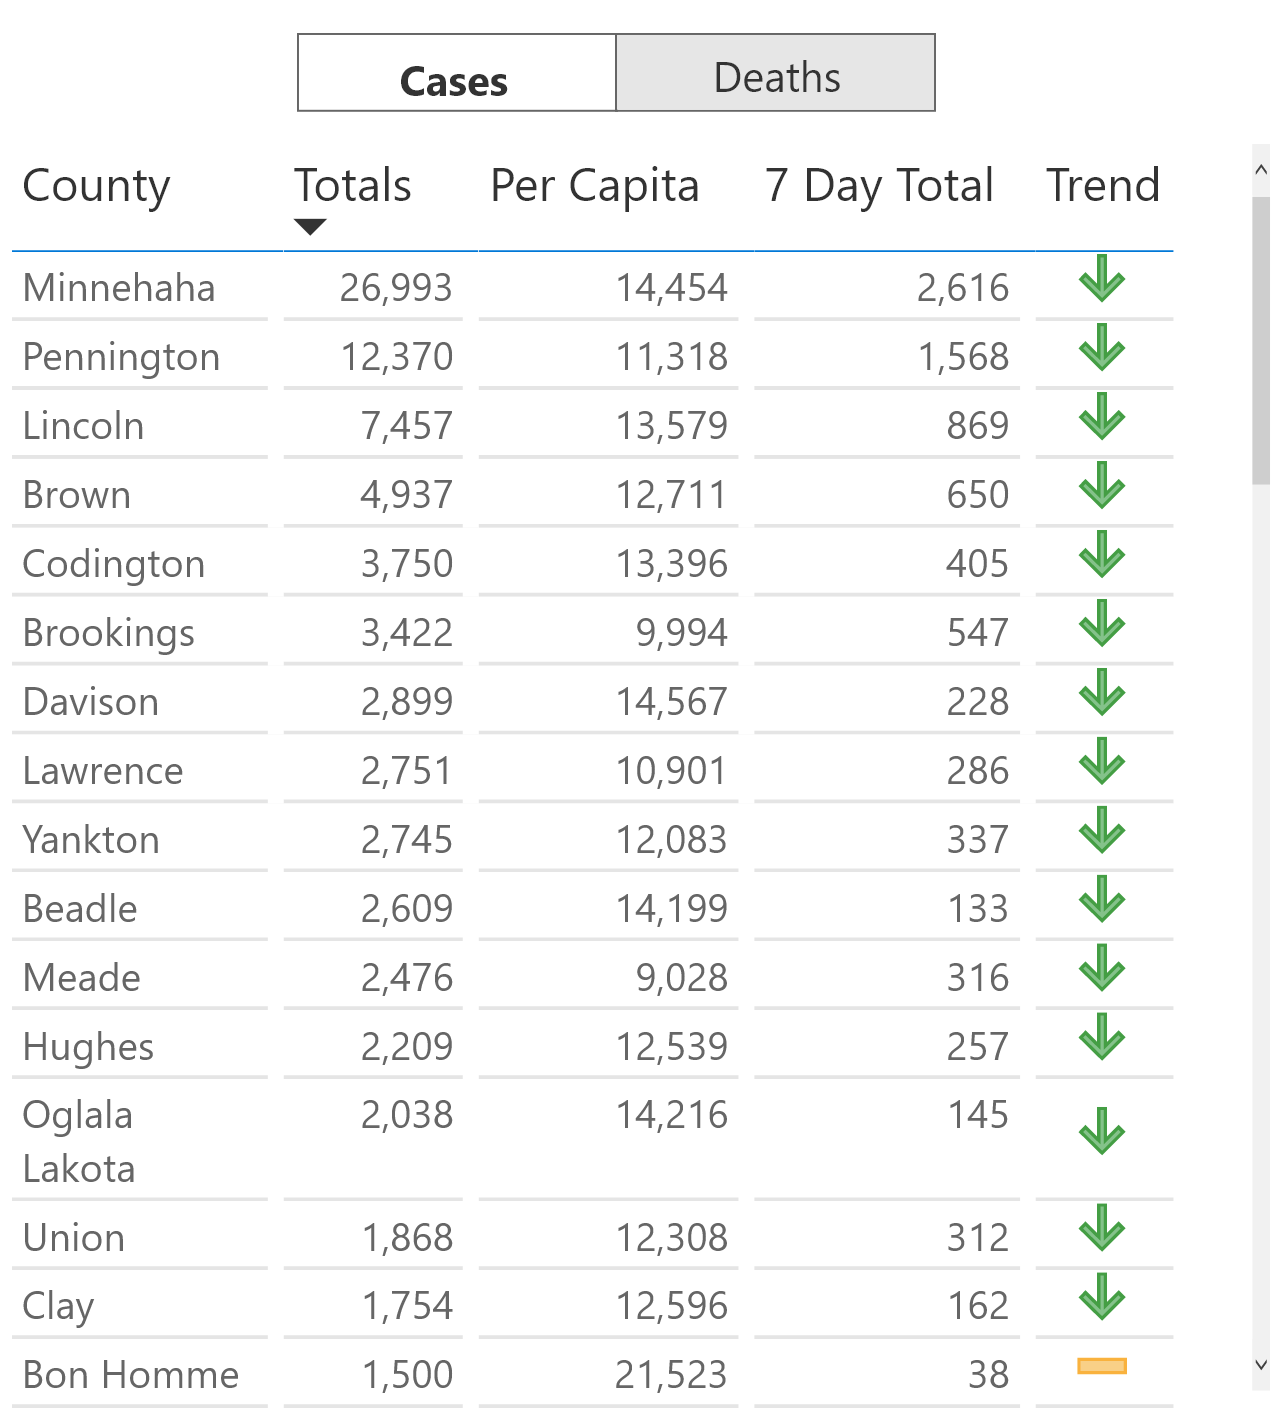 Cases Deaths
County Totals Per Capita 7 Day Total Trend
Minnehaha 26,993 14,454 2,616
Pennington 12,370 11,318 1,568
Lincoln 7,457 13,579 869
Brown 4,937 12,711 650
Codington 3,750 13,396 405
Brookings 3,422 9,994 547
Davison 2,899 14,567 228
Lawrence 2,751 10,901 286
Yankton 2,745 12,083 337
Beadle 2,609 14,199 133
Meade 2,476 9,028 316
Hughes 2,209 12,539 257
Oglala 2,038 14,216 145
Lakota
Union 1,868 12,308 312
Clay 1,754 12,596 162
Bon Homme 1,500 21,523 38